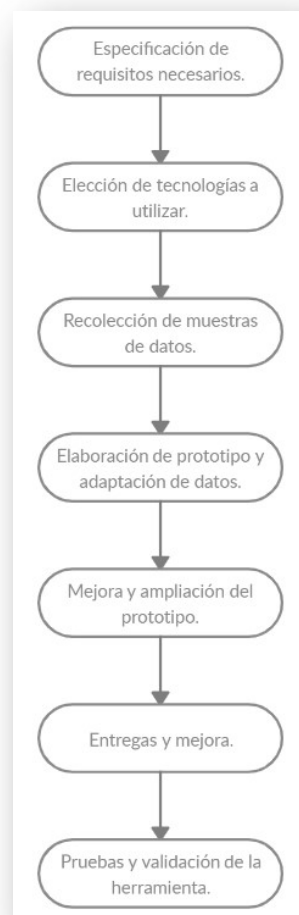 Especificación de
requisitos necesarios.
Elección de tecnologías a
utilizar.
Recolección de muestras
de datos.
Elaboración de prototipo y
adaptación de datos.
Mejora y ampliación del
prototipo.
Entregas y mejora.
Pruebas y validación de la
herramienta.